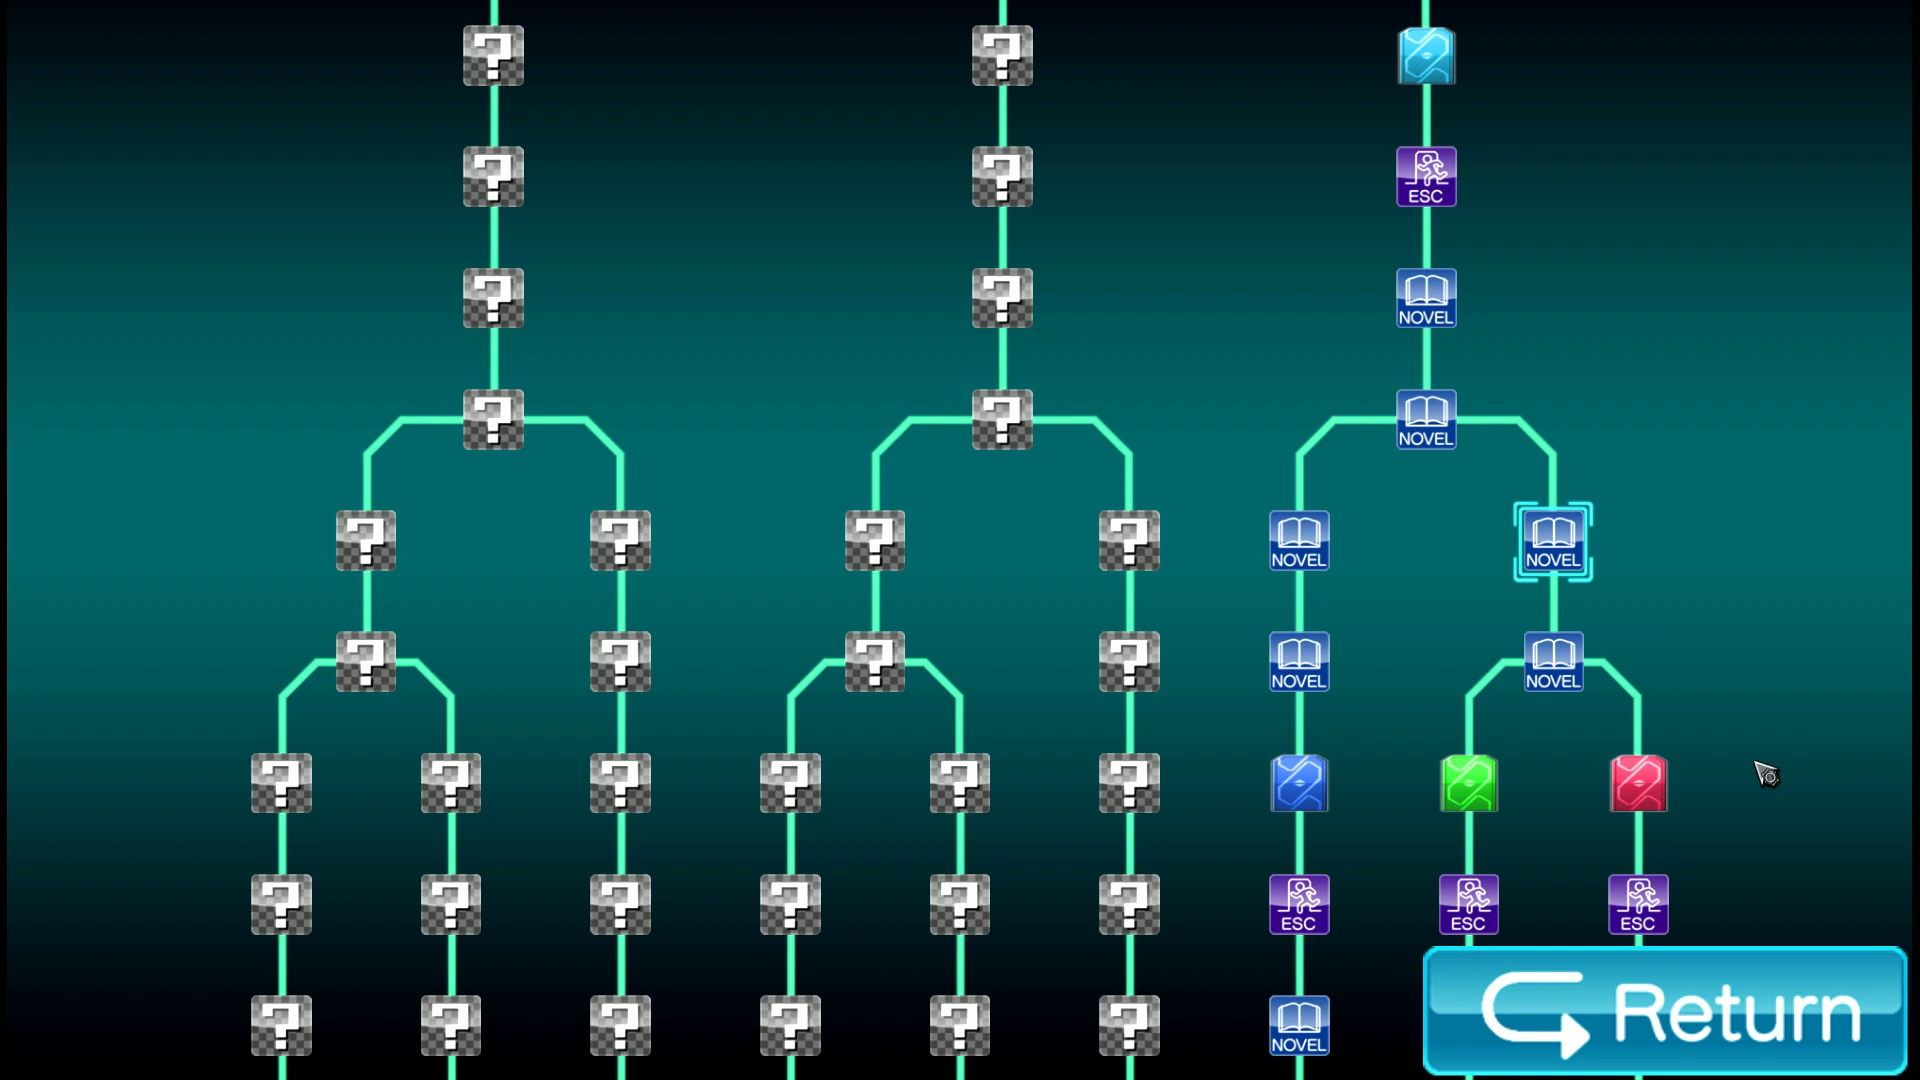 ? ?
? ? ESC
? ? NOVEL
? ? NOVEL
? ? ? ? NOVEL NOVEL
? ? ? ? NOVEL NOVEL
? ? ? ? ? ?
? ? ? ? ? ? ESC ESC ESC
? ? ? ? ? ? NOVEL
Return